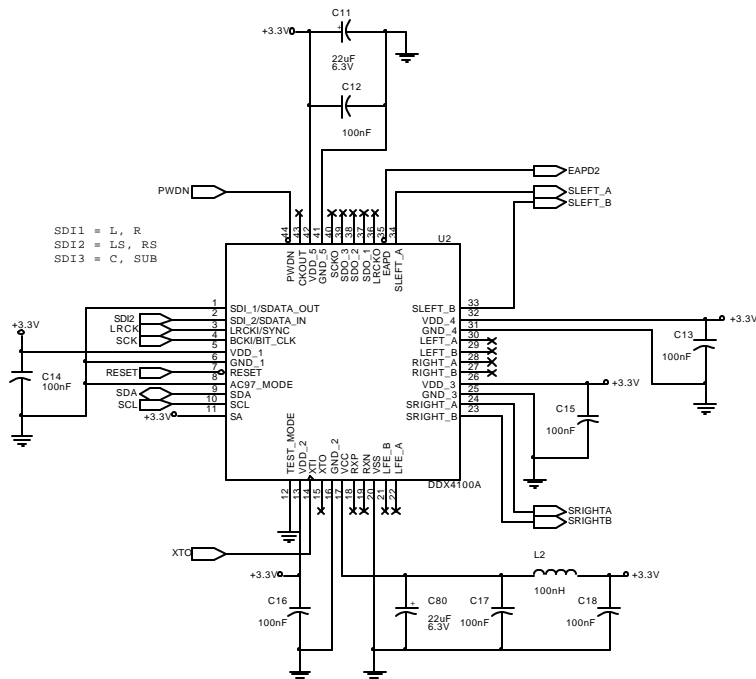 C11
+3.3V
22uF
6.3V
C12
100nF
EAPD2
PWDN
SLEFT_A
SLEFT_B
SDI1 = L, R
SDI2 = LS, RS
SDI3 = C, SUB
44
43
42
41
40
39
38
37
36
35
34
U2
PWDN
CKOUT
VDD_5
GND_5
SCKO
SDO_3
SDO_2
SDO_1
LRCKO
EAPD
SLEFT_A
1 SDI_1/SDATA_OUT
SDI2 2 SDI_2/SDATA_IN
LRCK 3 LRCKI/SYNC
SCK 4 BCKI/BIT_CLK
5 VDD_1
6 GND_1
RESET 7 RESET
8 AC97_MODE
SDA 9 SDA
SCL 10 SCL
+3.3V 11 SA
+3.3V
C14
100nF
SLEFT_B 33
VDD_4 32
GND_4 31
LEFT_A 30
LEFT_B 29
RIGHT_A 28
RIGHT_B 27
VDD_3 26
GND_3 25
SRIGHT_A 24
SRIGHT_B 23
+3.3V
C13
100nF
+3.3V
C15
100nF
TEST_MODE
VDD_2
XTI
XTO
GND_2
VCC
RXP
RXN
VSS
LFE_B
LFE_A
DDX4100A
12
13
14
15
16
17
18
19
20
21
22
SRIGHTA
SRIGHTB
XTO
L2
+3.3V
100nH
+3.3V
C16
100nF
C80
22uF
6.3V
C17
100nF
C18
100nF